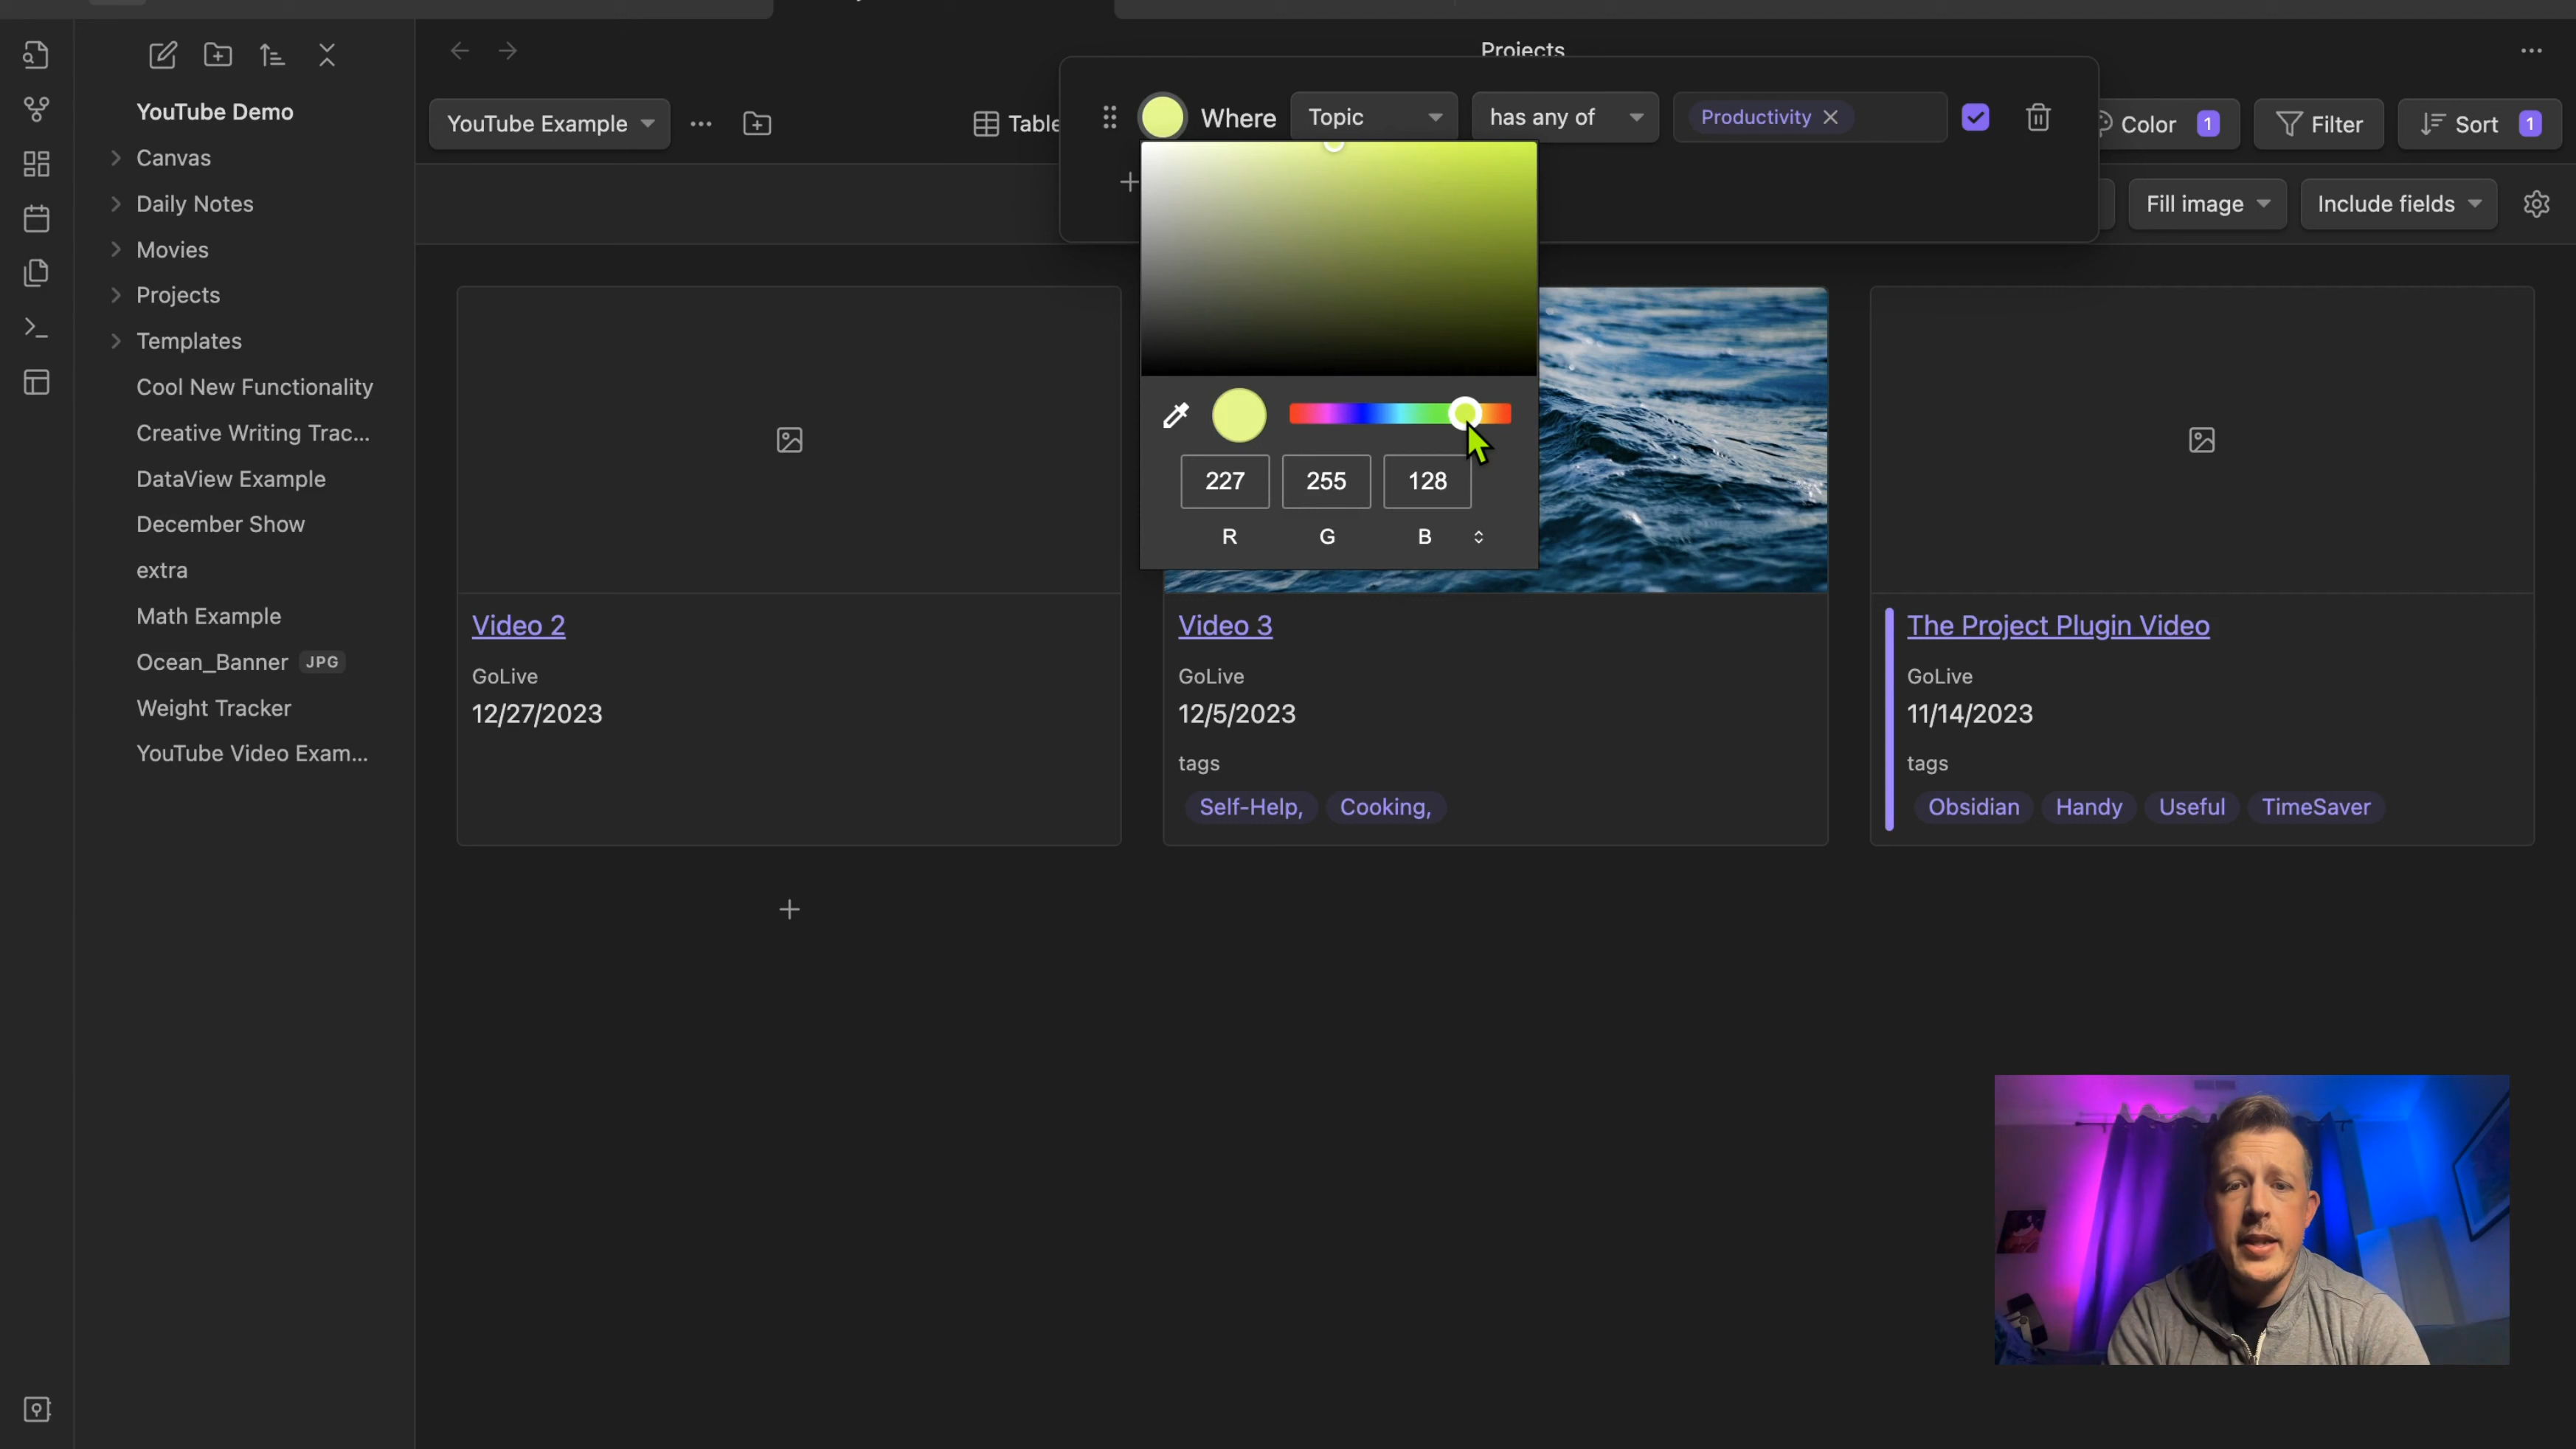 Projects
YouTube Demo
Canvas
Daily Notes
Movies
Projects
Templates
Cool New Functionality
Creative Writing Trac...
DataView Example
December Show
extra
Math Example
Ocean_Banner JPG
Weight Tracker
YouTube Video Exam...
YouTube Example
Table
Where Topic has any of Productivity
Color 1 Filter Sort 1
Fill image Include fields
227 255 128
R G B
Video 2
GoLive
12/27/2023
Video 3
GoLive
12/5/2023
tags
Self-Help, Cooking,
The Project Plugin Video
GoLive
11/14/2023
tags
Obsidian Handy Useful TimeSaver